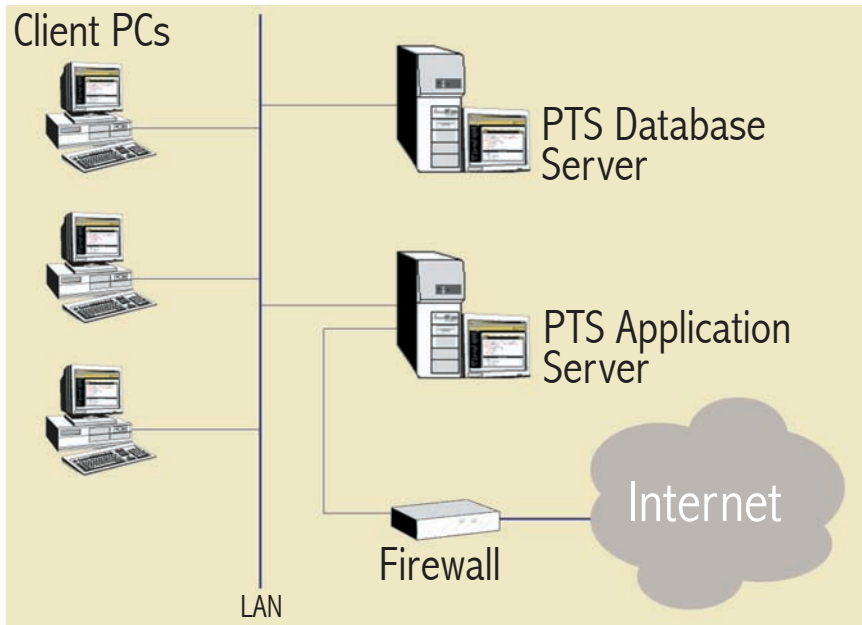 Client PCs
PTS Database
Server
PTS Application
Server
Internet
Firewall
LAN